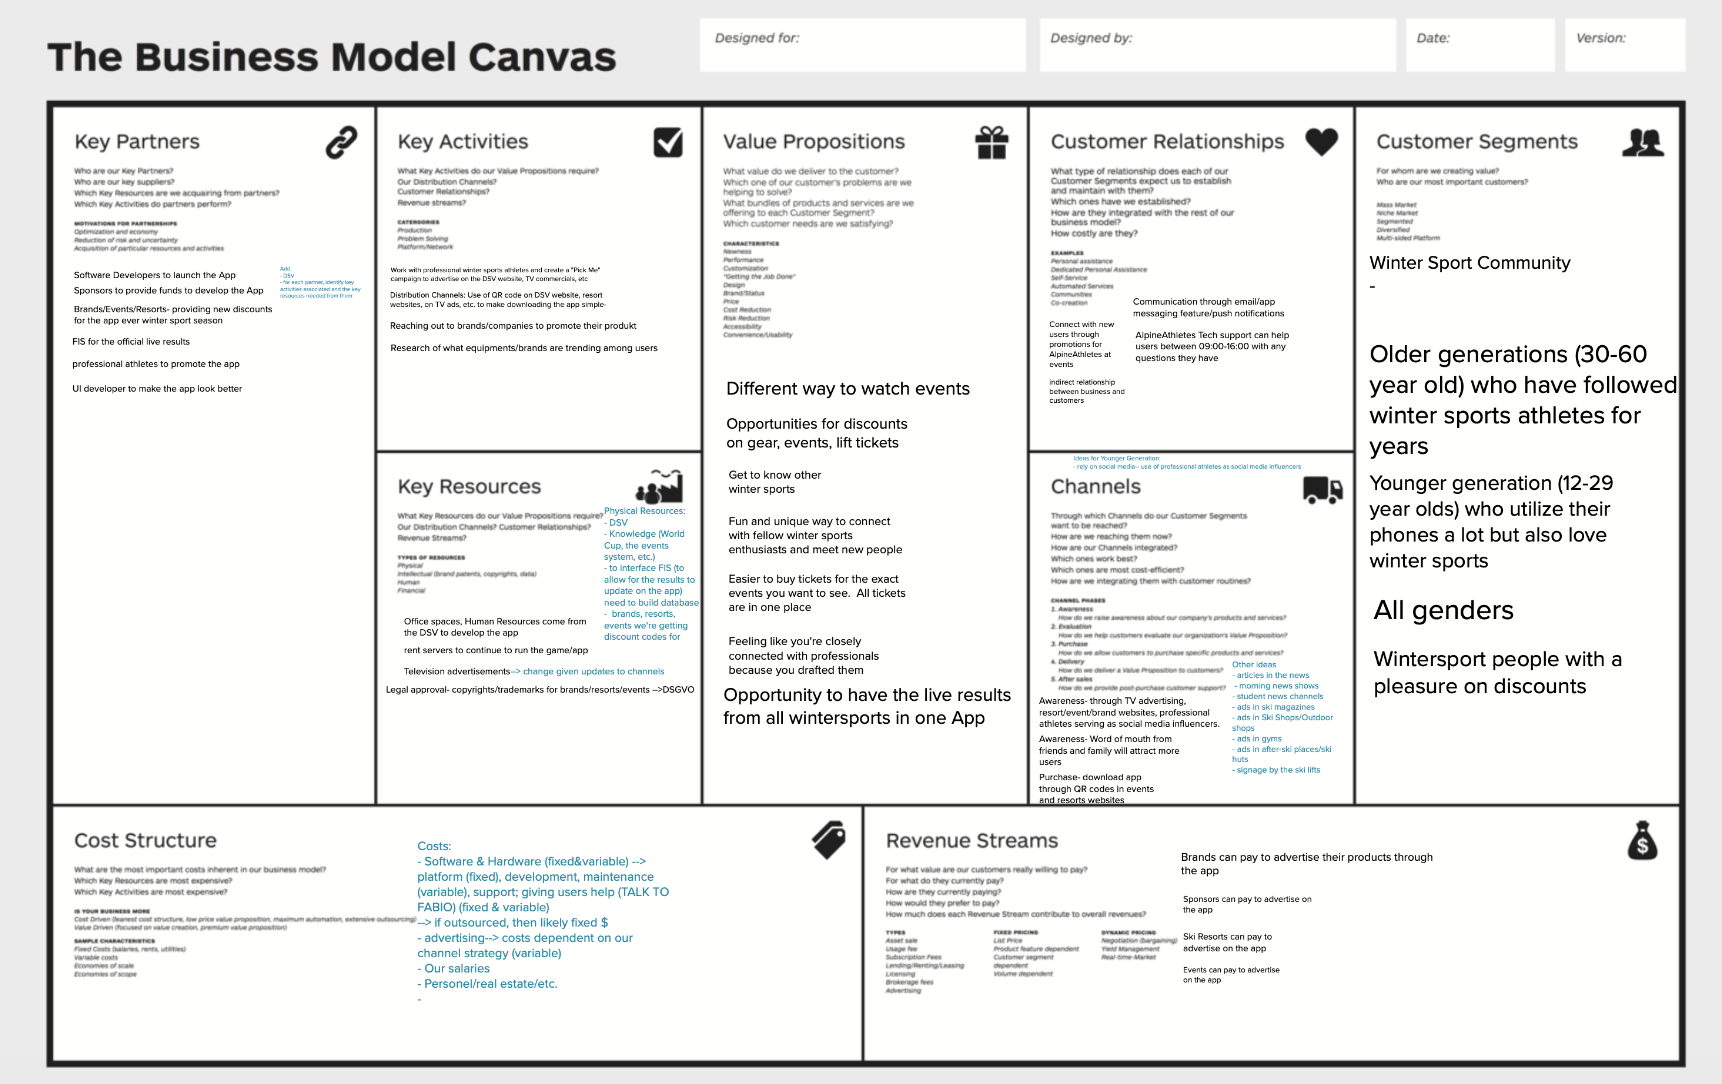 The Business Model Canvas
Designed for:
Designed by:
Date:
Version:
Key Partners
Who are our Key Partners?
Who are our key suppliers?
Which Key Resources are we acquiring from partners?
Which Key Activities do partners perform?
MOTIVATIONS FOR PARTNERSHIPS
Optimization and economy
Reduction of risk and uncertainty
Acquisition of particular resources and activities
Software Developers to launch the App
Sponsors to provide funds to develop the App
Brands/Events/Resorts- providing new discounts
for the app ever winter sport season
FIS for the official live results
professional athletes to promote the app
UI developer to make the app look better
Add:
- DSV
- for each partner, identify key
activities associated and the key
resources needed from them
Key Activities
What Key Activities do our Value Propositions require?
Our Distribution Channels?
Customer Relationships?
Revenue streams?
CATERGORIES
Production
Problem Solving
Platform/Network
Work with professional winter sports athletes and create a "Pick Me"
campaign to advertise on the DSV website, TV commercials, etc
Distribution Channels: Use of QR code on DSV website, resort
websites, on TV ads, etc. to make downloading the app simple-
Reaching out to brands/companies to promote their produkt
Research of what equipments/brands are trending among users
Key Resources
What Key Resources do our Value Propositions require?
Our Distribution Channels? Customer Relationships?
Revenue Streams?
TYPES OF RESOURCES
Physical
Intellectual (brand patents, copyrights, data)
Human
Financial
Physical Resources:
- DSV
- Knowledge (World
Cup, the events
system, etc.)
- to interface FIS (to
allow for the results to
update on the app)
need to build database
- brands, resorts,
events we're getting
discount codes for
Office spaces, Human Resources come from
the DSV to develop the app
rent servers to continue to run the game/app
Television advertisements--> change given updates to channels
Legal approval- copyrights/trademarks for brands/resorts/events -->DSGVO
Value Propositions
What value do we deliver to the customer?
Which one of our customer's problems are we
helping to solve?
What bundles of products and services are we
offering to each Customer Segment?
Which customer needs are we satisfying?
CHARACTERISTICS
Newness
Performance
Customization
"Getting the Job Done"
Design
Brand/Status
Price
Cost Reduction
Risk Reduction
Accessibility
Convenience/Usability
Different way to watch events
Opportunities for discounts
on gear, events, lift tickets
Get to know other
winter sports
Fun and unique way to connect
with fellow winter sports
enthusiasts and meet new people
Easier to buy tickets for the exact
events you want to see. All tickets
are in one place
Feeling like you're closely
connected with professionals
because you drafted them
Opportunity to have the live results
from all wintersports in one App
Customer Relationships
What type of relationship does each of our
Customer Segments expect us to establish
and maintain with them?
Which ones have we established?
How are they integrated with the rest of our
business model?
How costly are they?
EXAMPLES
Personal assistance
Dedicated Personal Assistance
Self-Service
Automated Services
Communities
Co-creation
Communication through email/app
messaging feature/push notifications
Connect with new
users through
promotions for
AlpineAthletes at
events
AlpineAthletes Tech support can help
users between 09:00-16:00 with any
questions they have
indirect relationship
between business and
customers
Ideas for Younger Generation:
- rely on social media-- use of professional athletes as social media influencers
Channels
Through which Channels do our Customer Segments
want to be reached?
How are we reaching them now?
How are our Channels integrated?
Which ones work best?
Which ones are most cost-efficient?
How are we integrating them with customer routines?
CHANNEL PHASES
1. Awareness
How do we raise awareness about our company's products and services?
2. Evaluation
How do we help customers evaluate our organization's Value Proposition?
3. Purchase
How do we allow customers to purchase specific products and services?
4. Delivery
How do we deliver a Value Proposition to customers?
5. After sales
How do we provide post-purchase customer support?
Other ideas
- articles in the news
- morning news shows
- student news channels
- ads in ski magazines
- ads in Ski Shops/Outdoor
shops
- ads in gyms
- ads in after-ski places/ski
huts
- signage by the ski lifts
Awareness- through TV advertising,
resort/event/brand websites, professional
athletes serving as social media influencers.
Awareness- Word of mouth from
friends and family will attract more
users
Purchase- download app
through QR codes in events
and resorts websites
Customer Segments
For whom are we creating value?
Who are our most important customers?
Mass Market
Niche Market
Segmented
Diversified
Multi-sided Platform
Winter Sport Community
-
Older generations (30-60
year old) who have followed
winter sports athletes for
years
Younger generation (12-29
year olds) who utilize their
phones a lot but also love
winter sports
All genders
Wintersport people with a
pleasure on discounts
Cost Structure
What are the most important costs inherent in our business model?
Which Key Resources are most expensive?
Which Key Activities are most expensive?
IS YOUR BUSINESS MORE
Cost Driven (leanest cost structure, low price value proposition, maximum automation, extensive outsourcing)
Value Driven (focused on value creation, premium value proposition)
SAMPLE CHARACTERISTICS
Fixed Costs (salaries, rents, utilities)
Variable costs
Economies of scale
Economies of scope
Costs:
- Software & Hardware (fixed&variable) -->
platform (fixed), development, maintenance
(variable), support; giving users help (TALK TO
FABIO) (fixed & variable)
--> if outsourced, then likely fixed $
- advertising--> costs dependent on our
channel strategy (variable)
- Our salaries
- Personel/real estate/etc.
-
Revenue Streams
For what value are our customers really willing to pay?
For what do they currently pay?
How are they currently paying?
How would they prefer to pay?
How much does each Revenue Stream contribute to overall revenues?
TYPES
Asset sale
Usage fee
Subscription Fees
Lending/Renting/Leasing
Licensing
Brokerage fees
Advertising
FIXED PRICING
List Price
Product feature dependent
Customer segment
dependent
Volume dependent
DYNAMIC PRICING
Negotiation (bargaining)
Yield Management
Real-time-Market
Brands can pay to advertise their products through
the app
Sponsors can pay to advertise on
the app
Ski Resorts can pay to
advertise on the app
Events can pay to advertise
on the app
$